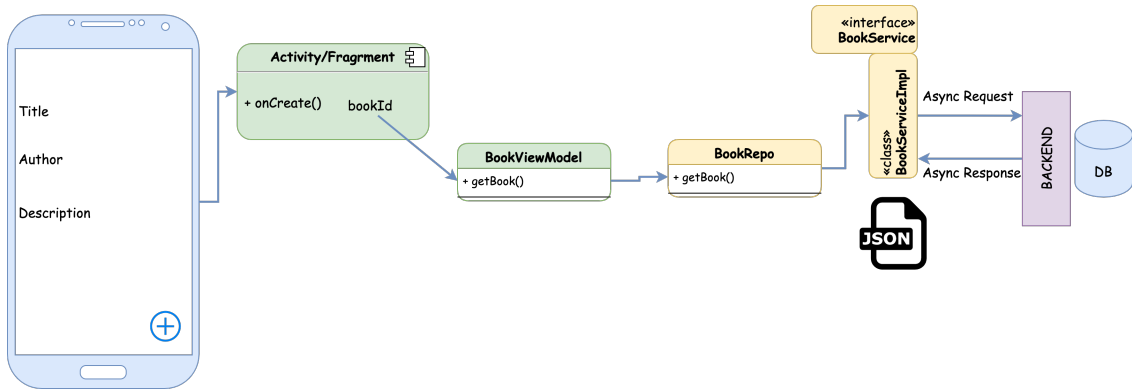 Title
Author
Description
Activity/Fragrment
+ onCreate()
bookId
BookViewModel
+ getBook()
BookRepo
+ getBook()
«interface»
BookService
«class»
BookServiceImpl
JSON
Async Request
Async Response
BACKEND
DB